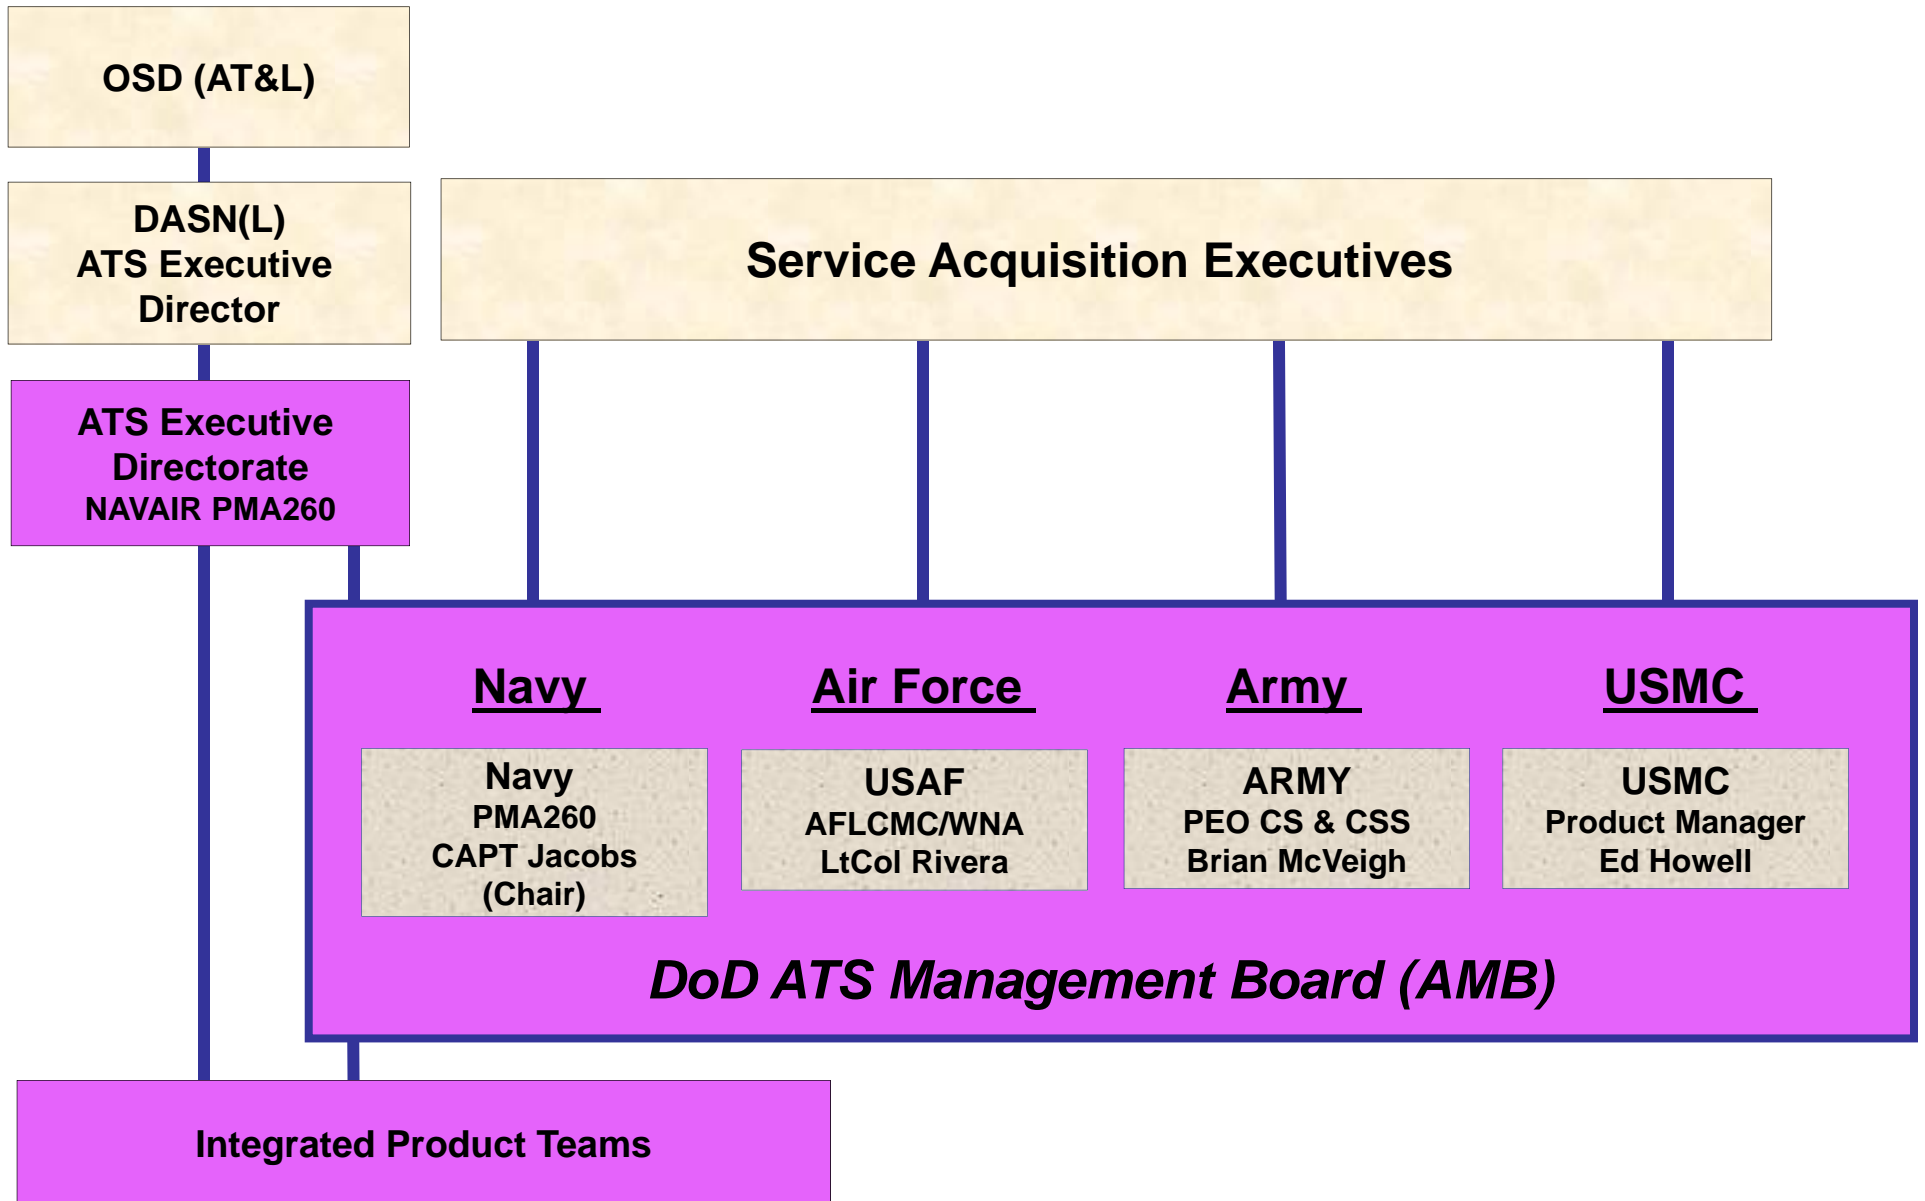 OSD (AT&L)
DASN(L)
ATS Executive
Director
Service Acquisition Executives
ATS Executive
Directorate
NAVAIR PMA260
Navy
Air Force
Army
USMC
Navy
PMA260
CAPT Jacobs
(Chair)
USAF
AFLCMC/WNA
LtCol Rivera
ARMY
PEO CS & CSS
Brian McVeigh
USMC
Product Manager
Ed Howell
DoD ATS Management Board (AMB)
Integrated Product Teams